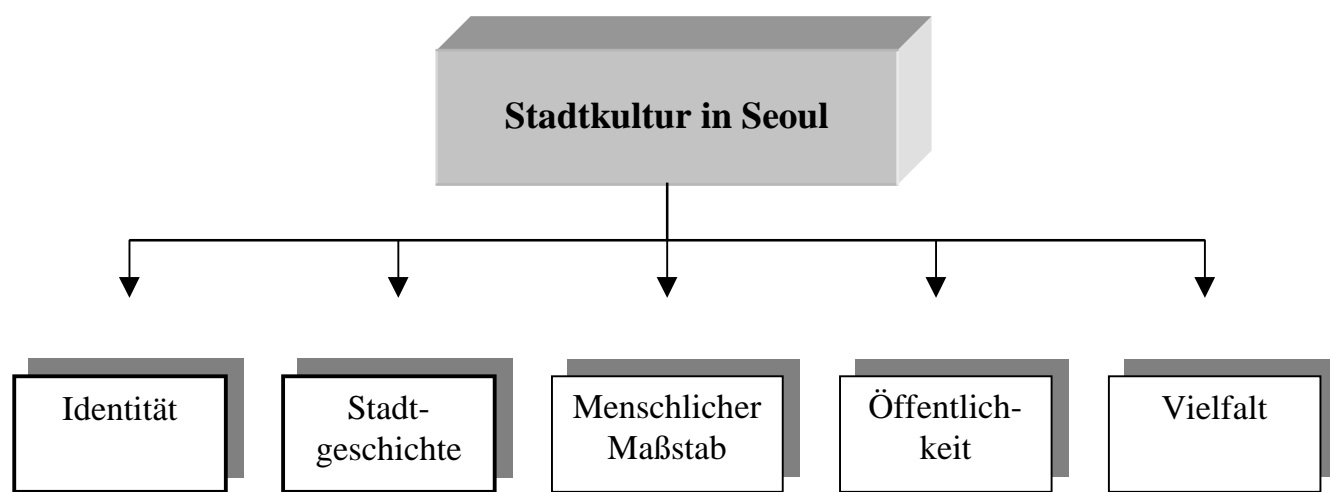 Stadtkultur in Seoul
Identität
Stadt-
geschichte
Menschlicher
Maßstab
Öffentlich-
keit
Vielfalt